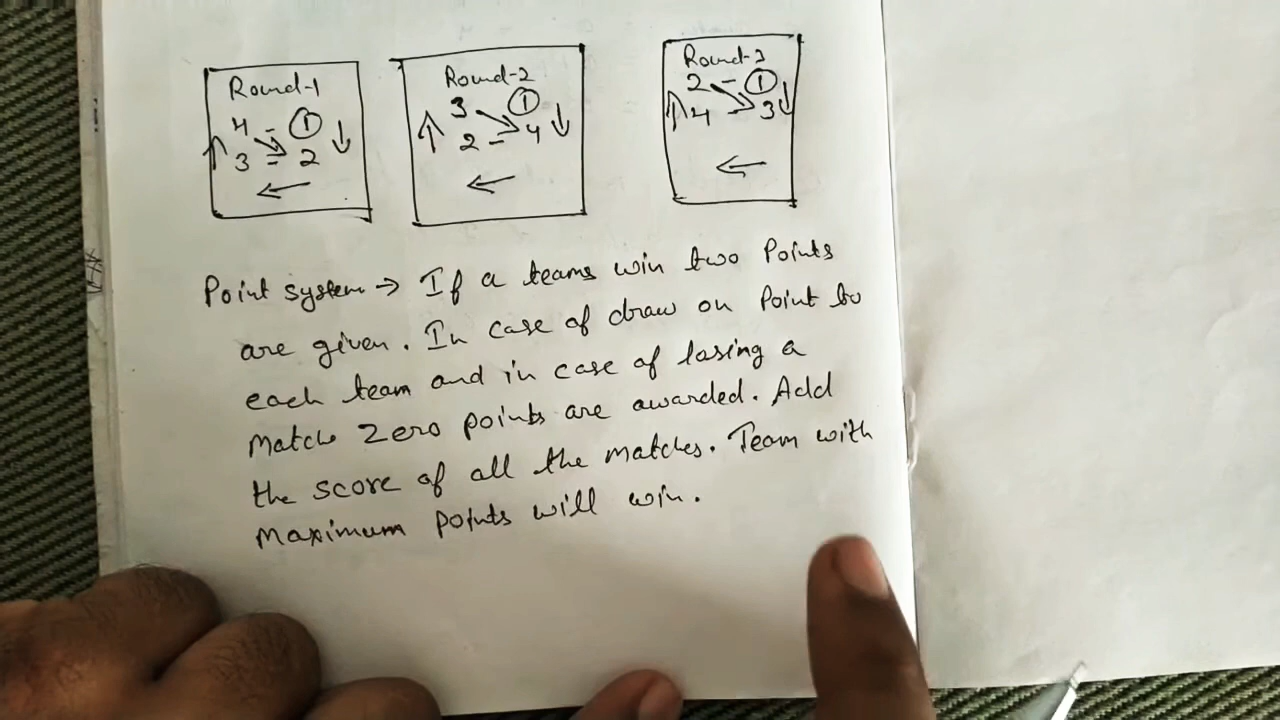 Round-1
4 - 1
3 = 2
Round-2
3 1
2 - 4
Round-3
2 - 1
4 - 3
Point system → If a teams win two Points
are given. In case of draw on Point to
each team and in case of losing a
Match Zero points are awarded. Add
the score of all the matches. Team with
Maximum points will win.